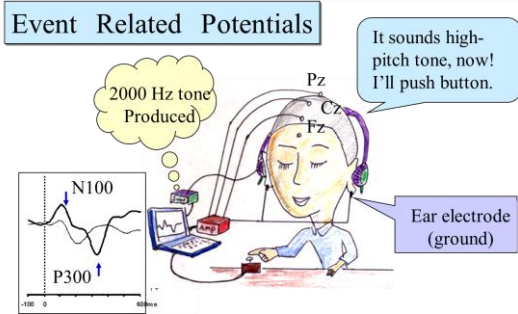 Event Related Potentials
It sounds high-
pitch tone, now!
I'll push button.
2000 Hz tone
Produced
Pz
Cz
Fz
N100
P300
-100 0 600ms
AMP
Ear electrode
(ground)